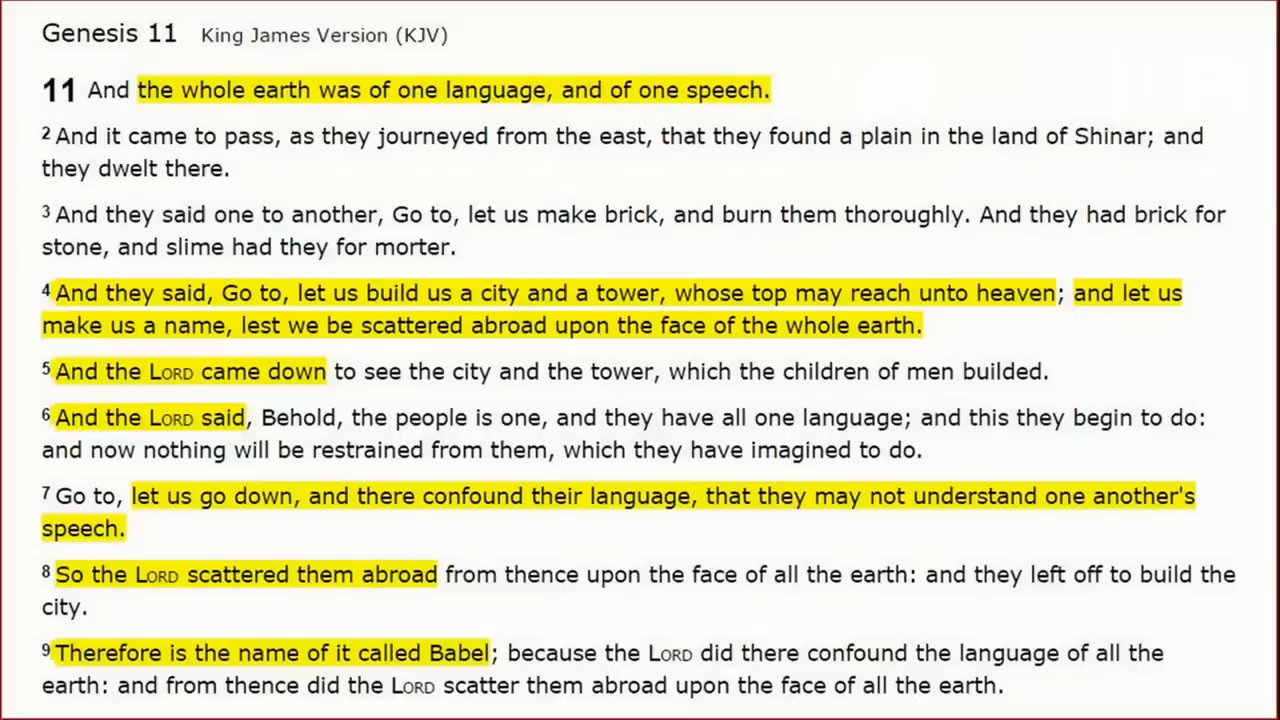 Genesis 11 King James Version (KJV)
11 And the whole earth was of one language, and of one speech.
2 And it came to pass, as they journeyed from the east, that they found a plain in the land of Shinar; and
they dwelt there.
3 And they said one to another, Go to, let us make brick, and burn them thoroughly. And they had brick for
stone, and slime had they for morter.
4 And they said, Go to, let us build us a city and a tower, whose top may reach unto heaven; and let us
make us a name, lest we be scattered abroad upon the face of the whole earth.
5 And the LORD came down to see the city and the tower, which the children of men builded.
6 And the LORD said, Behold, the people is one, and they have all one language; and this they begin to do:
and now nothing will be restrained from them, which they have imagined to do.
7 Go to, let us go down, and there confound their language, that they may not understand one another's
speech.
8 So the LORD scattered them abroad from thence upon the face of all the earth: and they left off to build the
city.
9 Therefore is the name of it called Babel; because the LORD did there confound the language of all the
earth: and from thence did the LORD scatter them abroad upon the face of all the earth.